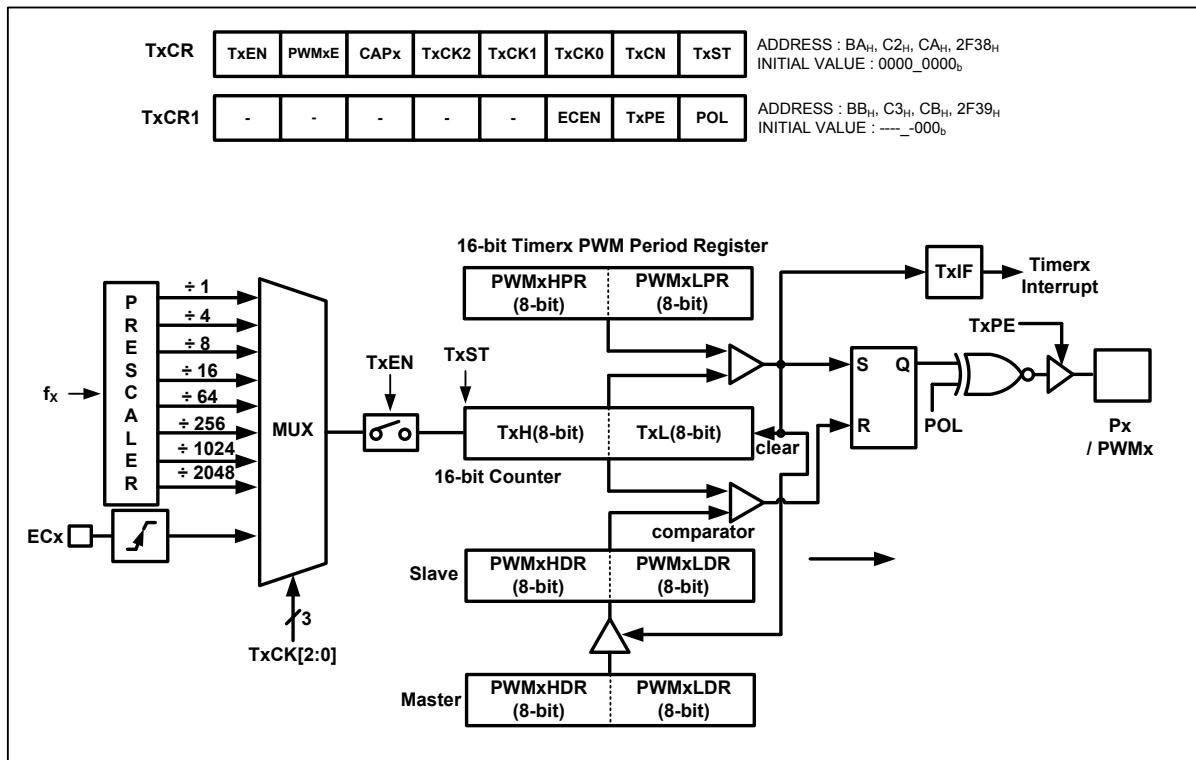 TxCR TxEN PWMxE CAPx TxCK2 TxCK1 TxCK0 TxCN TxST
ADDRESS : BAH, C2H, CAH, 2F38H
INITIAL VALUE : 0000_0000b
TxCR1 - - - - - ECEN TxPE POL
ADDRESS : BBH, C3H, CBH, 2F39H
INITIAL VALUE : ----_-000b
16-bit Timerx PWM Period Register
PWMxHPR
(8-bit)
PWMxLPR
(8-bit)
TxIF
Timerx
Interrupt
fX
PRESCALER
÷ 1
÷ 4
÷ 8
÷ 16
÷ 64
÷ 256
÷ 1024
÷ 2048
ECx
MUX
3
TxCK[2:0]
TxEN
TxST
TxH(8-bit)
TxL(8-bit)
clear
16-bit Counter
comparator
S
Q
R
POL
TxPE
Px
/ PWMx
Slave
PWMxHDR
(8-bit)
PWMxLDR
(8-bit)
Master
PWMxHDR
(8-bit)
PWMxLDR
(8-bit)